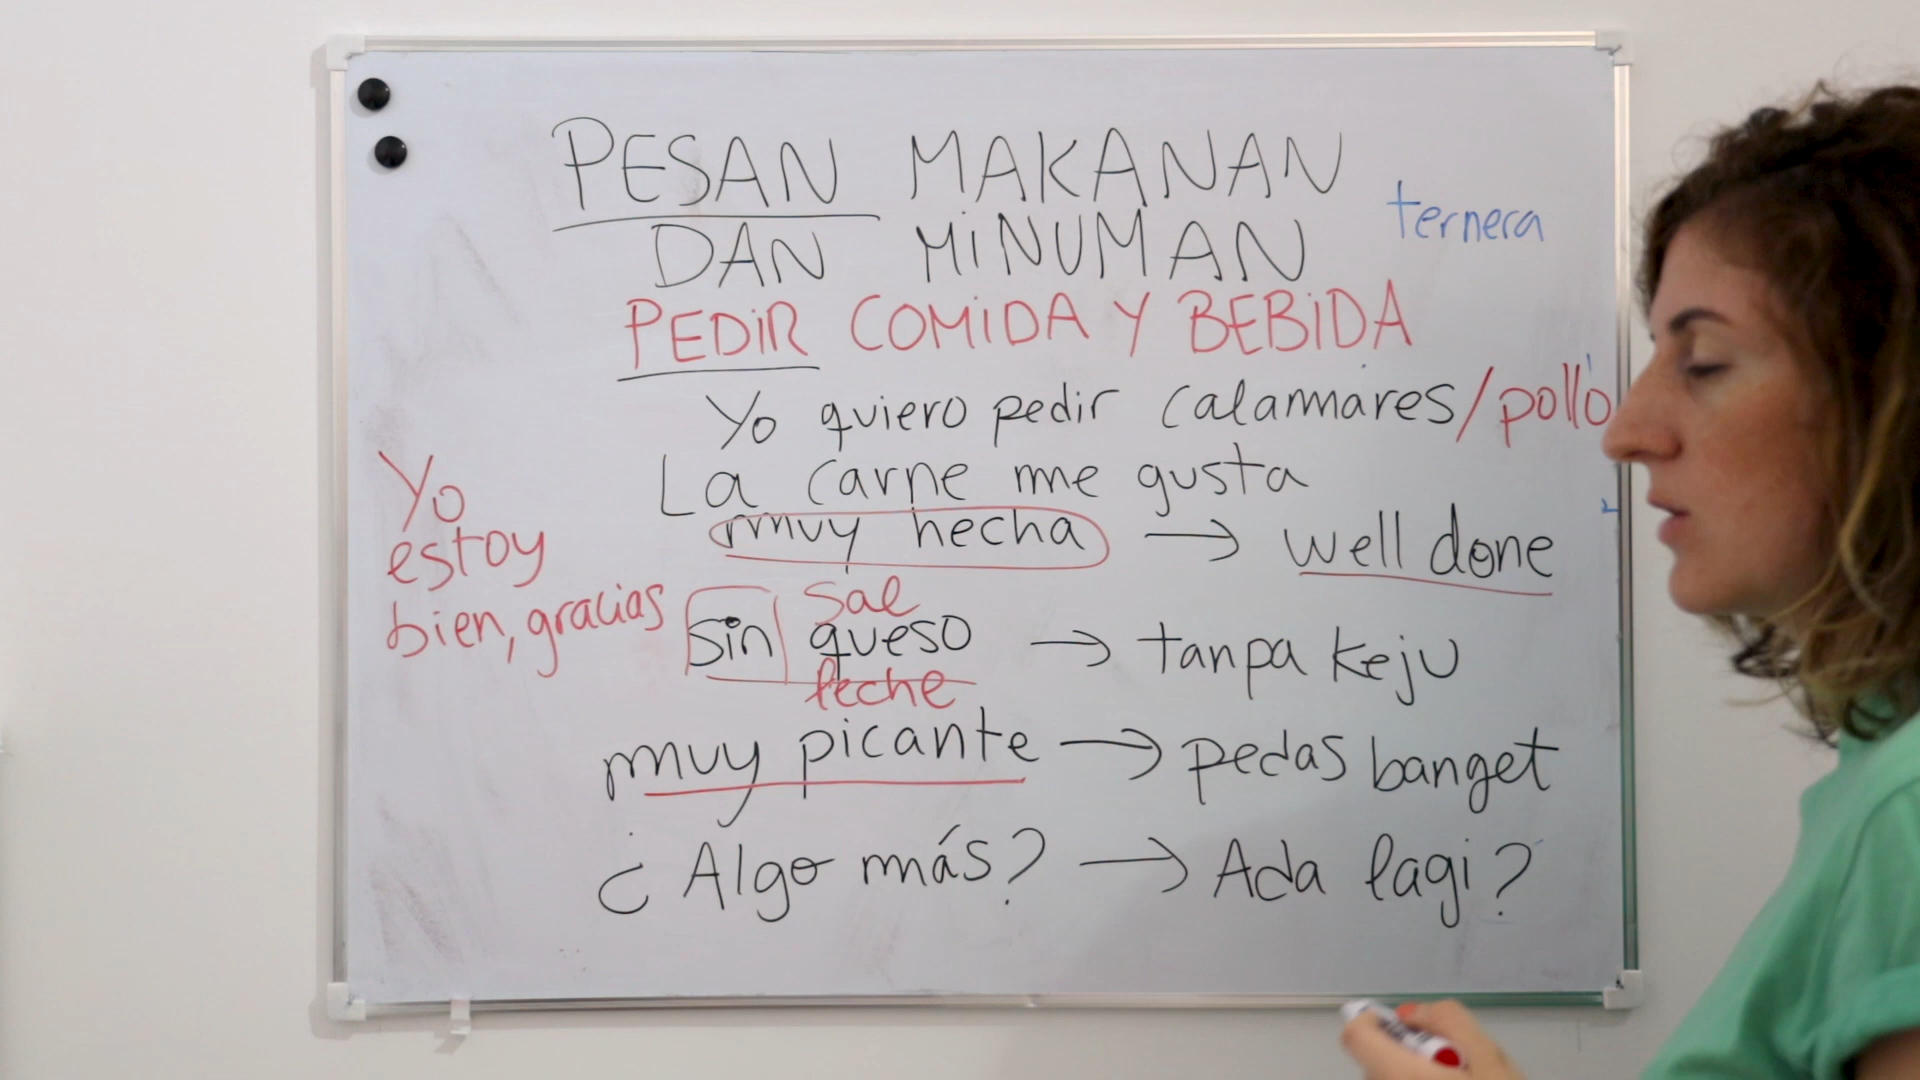 PESAN MAKANAN
DAN MINUMAN
ternera
PEDIR COMIDA Y BEBIDA
Yo quiero pedir calamares/pollo
La carne me gusta
muy hecha → well done
Yo
estoy
bien, gracias
sal
sin queso → tanpa keju
leche
muy picante → pedas banget
¿Algo más? → Ada lagi?